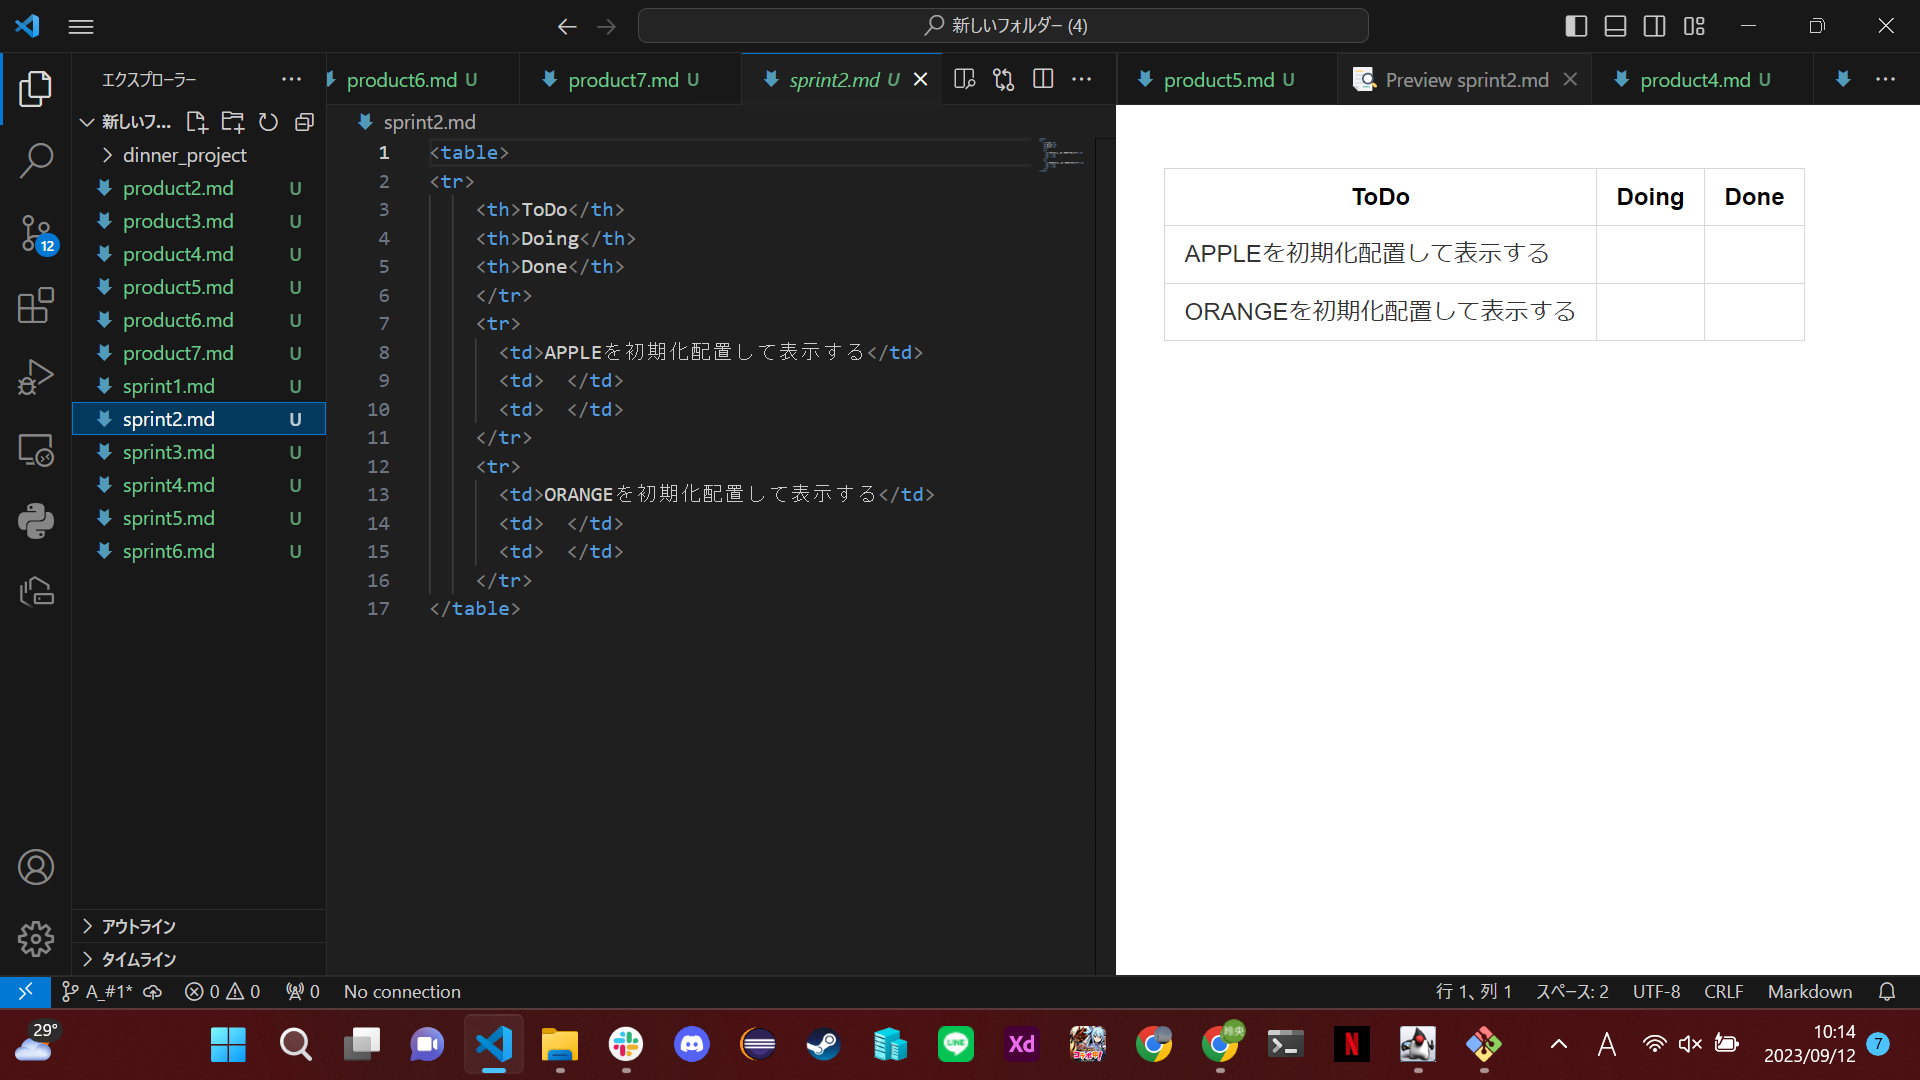 新しいフォルダー (4)
エクスプローラー
新しいフ...
dinner_project
product2.md U
product3.md U
product4.md U
product5.md U
product6.md U
product7.md U
sprint1.md U
sprint2.md U
sprint3.md U
sprint4.md U
sprint5.md U
sprint6.md U
12
アウトライン
タイムライン
product6.md U
product7.md U
sprint2.md U
sprint2.md
1 <table>
2 <tr>
3 <th>ToDo</th>
4 <th>Doing</th>
5 <th>Done</th>
6 </tr>
7 <tr>
8 <td>APPLEを初期化配置して表示する</td>
9 <td>  </td>
10 <td>  </td>
11 </tr>
12 <tr>
13 <td>ORANGEを初期化配置して表示する</td>
14 <td>  </td>
15 <td>  </td>
16 </tr>
17 </table>
product5.md U
Preview sprint2.md
product4.md U
ToDo Doing Done
APPLEを初期化配置して表示する
ORANGEを初期化配置して表示する
A_#1* 0 0 0 No connection
行 1、列 1 スペース: 2 UTF-8 CRLF Markdown
29°
LINE
Xd
コラボ中!
N
A
10:14
2023/09/12
7